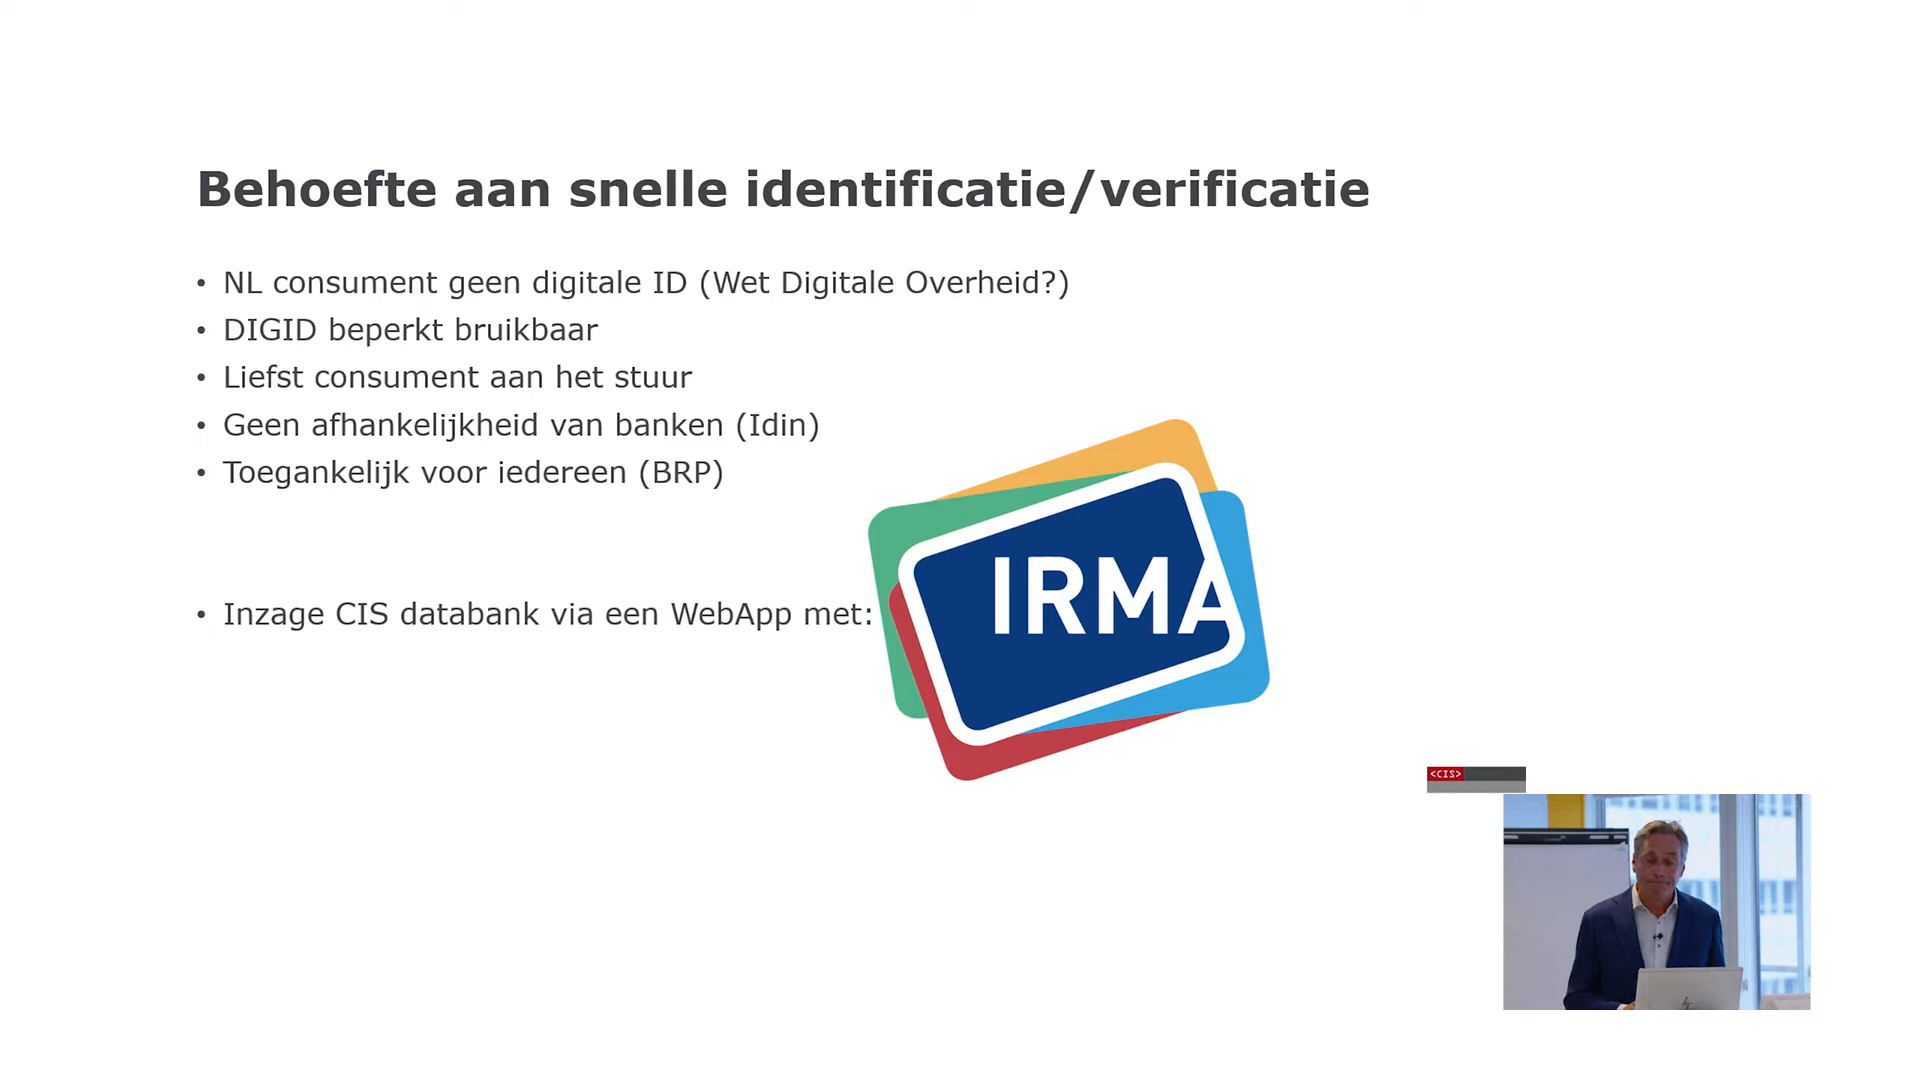 Behoefte aan snelle identificatie/verificatie
• NL consument geen digitale ID (Wet Digitale Overheid?)
• DIGID beperkt bruikbaar
• Liefst consument aan het stuur
• Geen afhankelijkheid van banken (Idin)
• Toegankelijk voor iedereen (BRP)
• Inzage CIS databank via een WebApp met:
IRMA
<CIS>